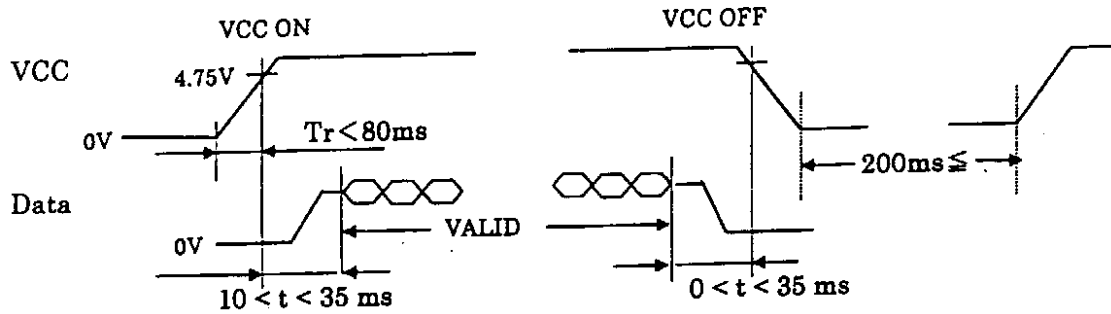 VCC ON
VCC OFF
VCC
4.75V
0V
Tr<80ms
200ms≦
Data
VALID
0V
10 < t < 35 ms
0 < t < 35 ms